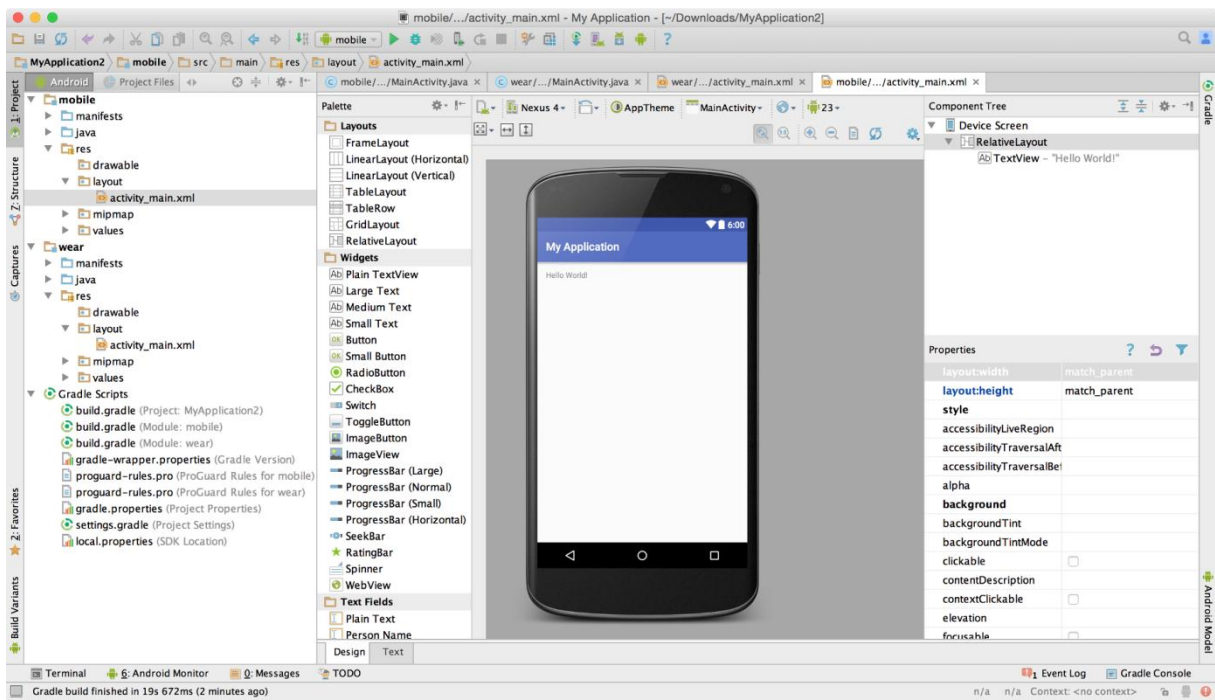 mobile/.../activity_main.xml - My Application - [~/Downloads/MyApplication2]
mobile
MyApplication2 mobile src main res layout activity_main.xml
Android Project Files
mobile/.../MainActivity.java wear/.../MainActivity.java wear/.../activity_main.xml mobile/.../activity_main.xml
1: Project
Z: Structure
Captures
2: Favorites
Build Variants
mobile
manifests
java
res
drawable
layout
activity_main.xml
mipmap
values
wear
manifests
java
res
drawable
layout
activity_main.xml
mipmap
values
Gradle Scripts
build.gradle (Project: MyApplication2)
build.gradle (Module: mobile)
build.gradle (Module: wear)
gradle-wrapper.properties (Gradle Version)
proguard-rules.pro (ProGuard Rules for mobile)
proguard-rules.pro (ProGuard Rules for wear)
gradle.properties (Project Properties)
settings.gradle (Project Settings)
local.properties (SDK Location)
Palette
Layouts
FrameLayout
LinearLayout (Horizontal)
LinearLayout (Vertical)
TableLayout
TableRow
GridLayout
RelativeLayout
Widgets
Ab Plain TextView
Ab Large Text
Ab Medium Text
Ab Small Text
OK Button
OK Small Button
RadioButton
CheckBox
Switch
ToggleButton
ImageButton
ImageView
ProgressBar (Large)
ProgressBar (Normal)
ProgressBar (Small)
ProgressBar (Horizontal)
SeekBar
RatingBar
Spinner
WebView
Text Fields
Plain Text
Person Name
Nexus 4 AppTheme MainActivity 23
6:00
My Application
Hello World!
Design Text
Component Tree
Device Screen
RelativeLayout
Ab TextView - "Hello World!"
Properties ?
layout:width match_parent
layout:height match_parent
style
accessibilityLiveRegion
accessibilityTraversalAft
accessibilityTraversalBef
alpha
background
backgroundTint
backgroundTintMode
clickable
contentDescription
contextClickable
elevation
focusable
Gradle
Android Model
Terminal 6: Android Monitor 0: Messages TODO
1 Event Log Gradle Console
Gradle build finished in 19s 672ms (2 minutes ago)
n/a n/a Context: <no context>